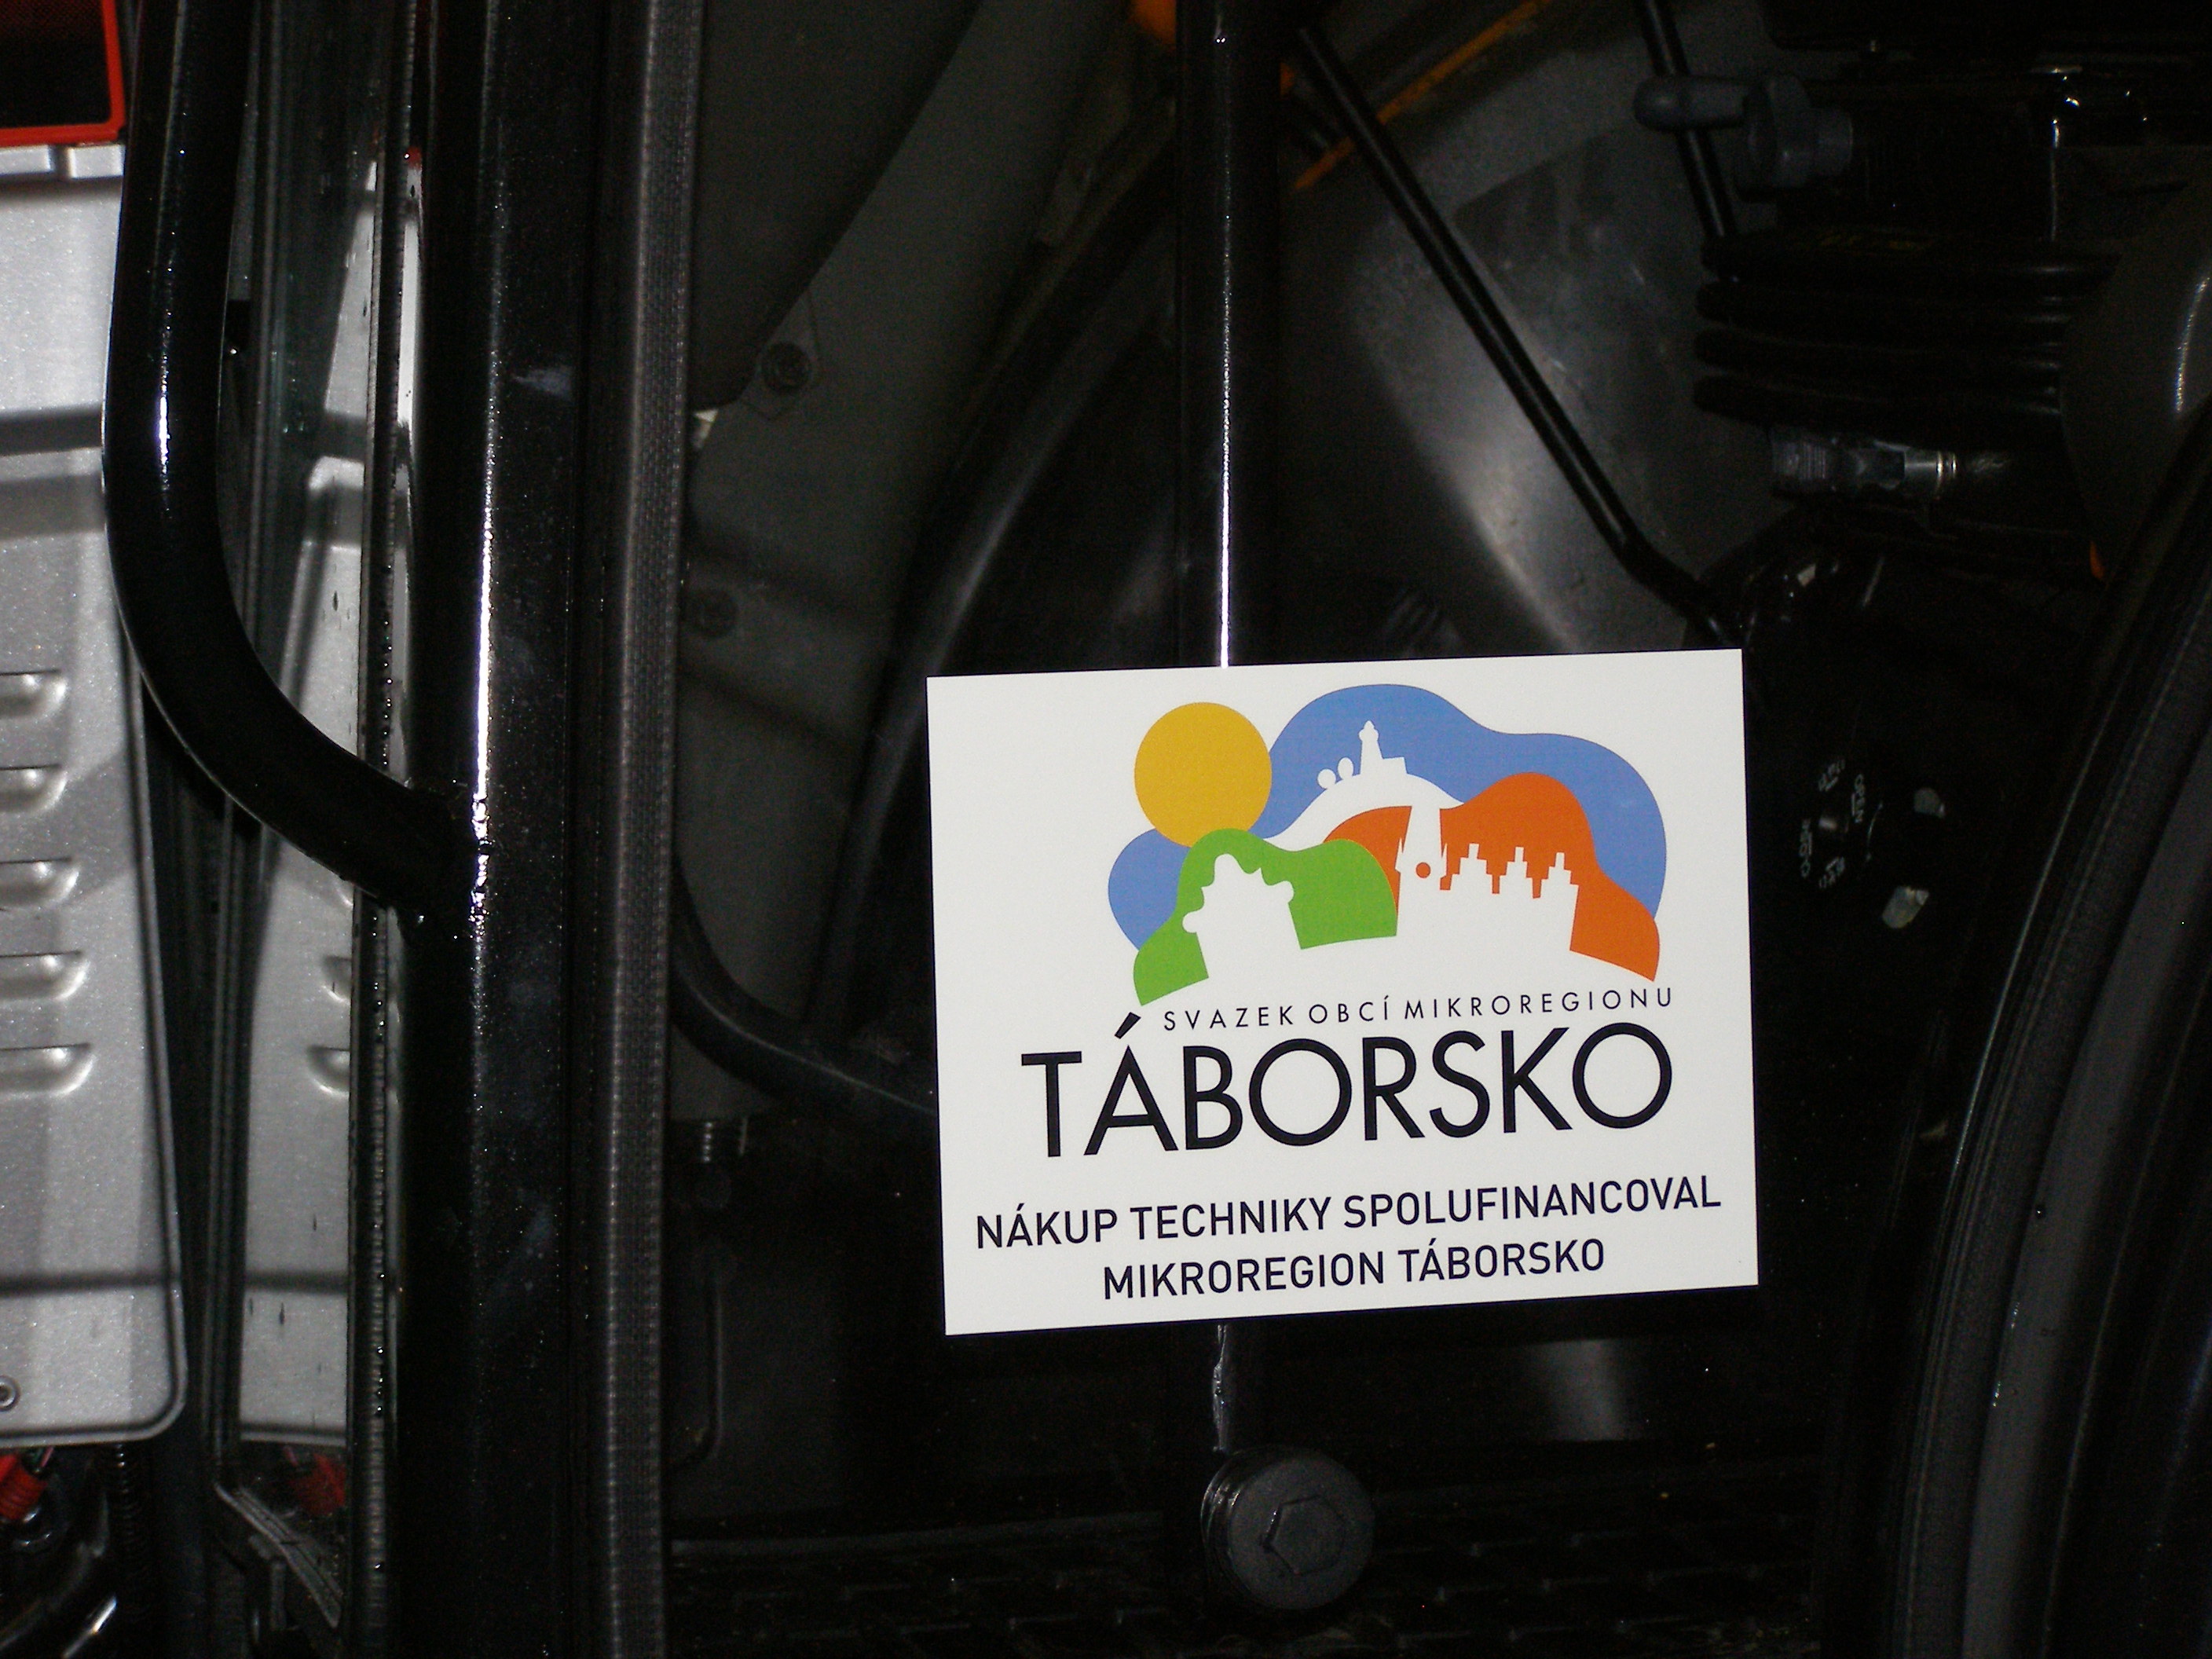 SVAZEK OBCÍ MIKROREGIONU
TÁBORSKO
NÁKUP TECHNIKY SPOLUFINANCOVAL
MIKROREGION TÁBORSKO